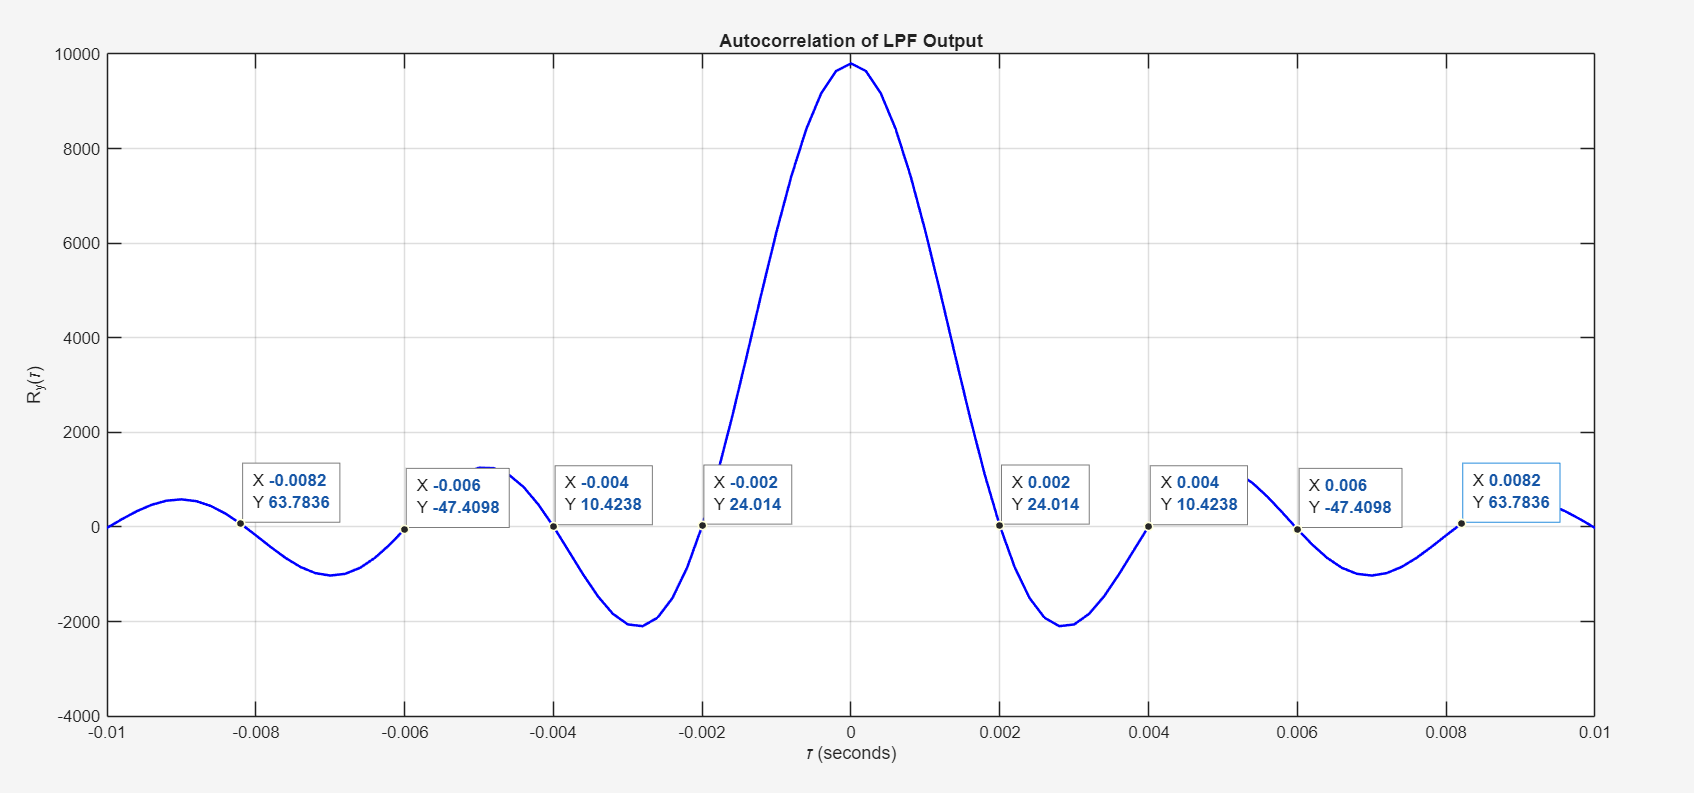 Autocorrelation of LPF Output
10000
8000
6000
4000
2000
0
-2000
-4000
R_y(τ)
X -0.0082
Y 63.7836
X -0.006
Y -47.4098
X -0.004
Y 10.4238
X -0.002
Y 24.014
X 0.002
Y 24.014
X 0.004
Y 10.4238
X 0.006
Y -47.4098
X 0.0082
Y 63.7836
-0.01 -0.008 -0.006 -0.004 -0.002 0 0.002 0.004 0.006 0.008 0.01
τ (seconds)